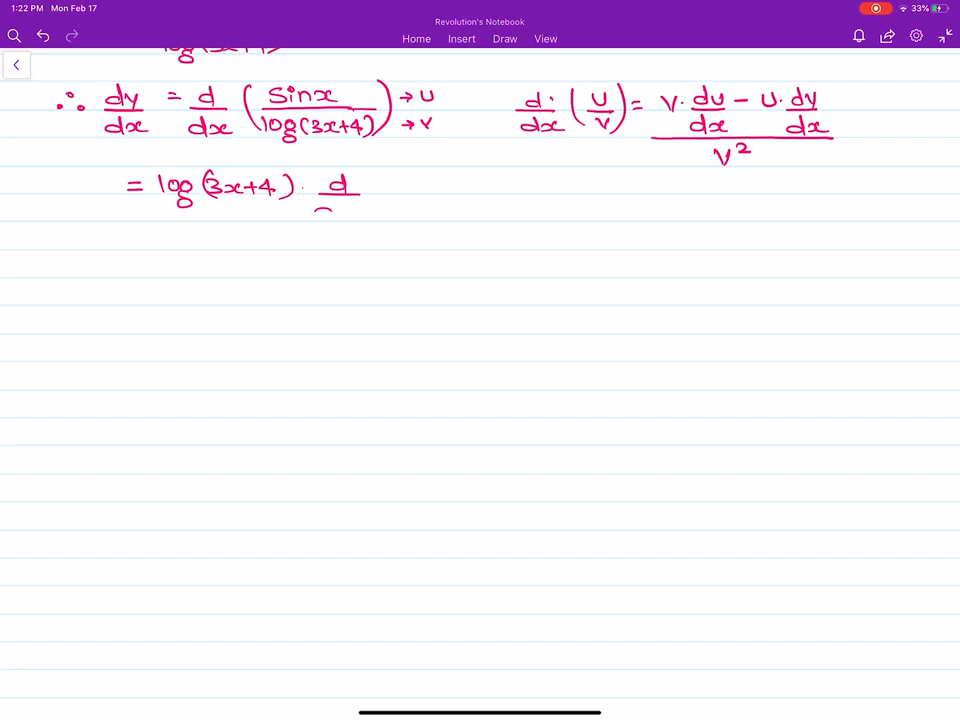 1:22 PM Mon Feb 17
33%
Revolution's Notebook
Home Insert Draw View
∴ dy/dx = d/dx (sinx / log(3x+4)) → u → v
d/dx (u/v) = (v · du/dx − u · dv/dx) / v²
= log(3x+4) · d